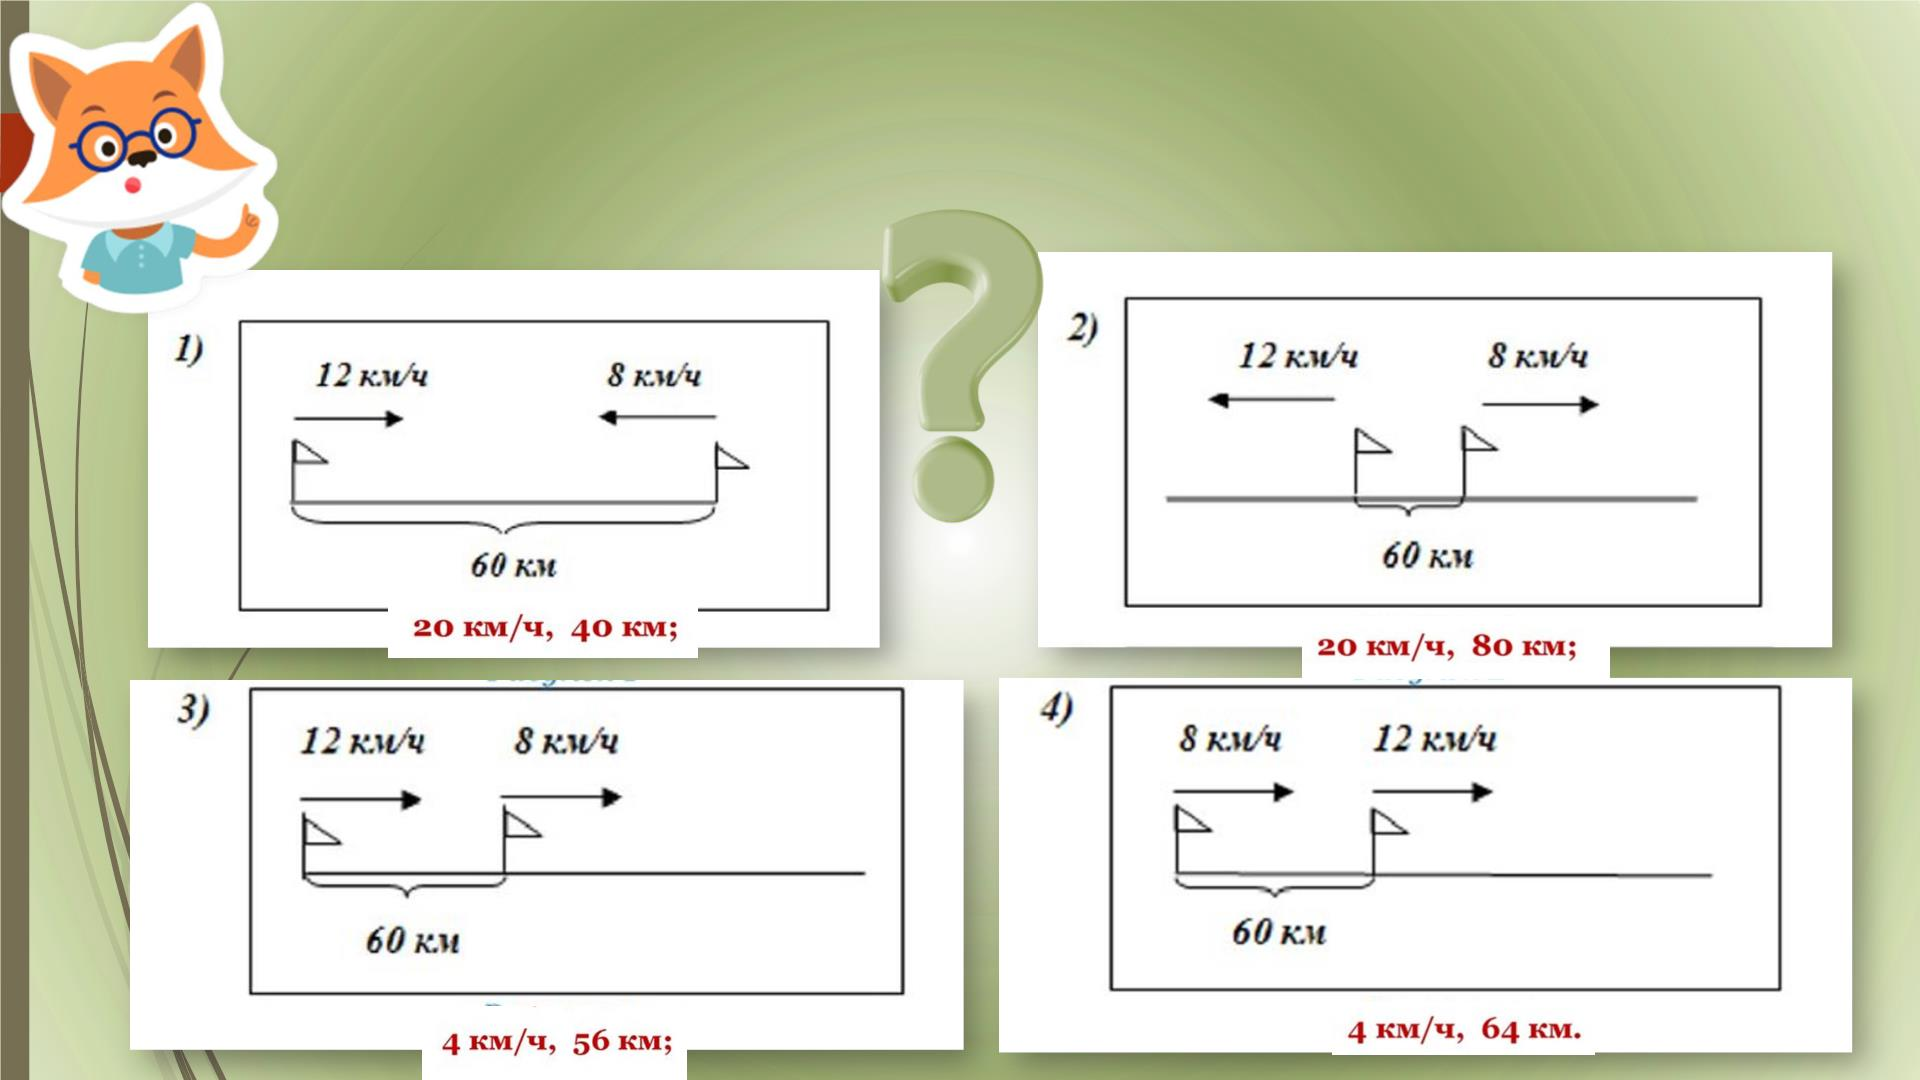 1)
12 км/ч 8 км/ч
60 км
20 км/ч, 40 км;
2)
12 км/ч 8 км/ч
60 км
20 км/ч, 80 км;
3)
12 км/ч 8 км/ч
60 км
4 км/ч, 56 км;
4)
8 км/ч 12 км/ч
60 км
4 км/ч, 64 км.